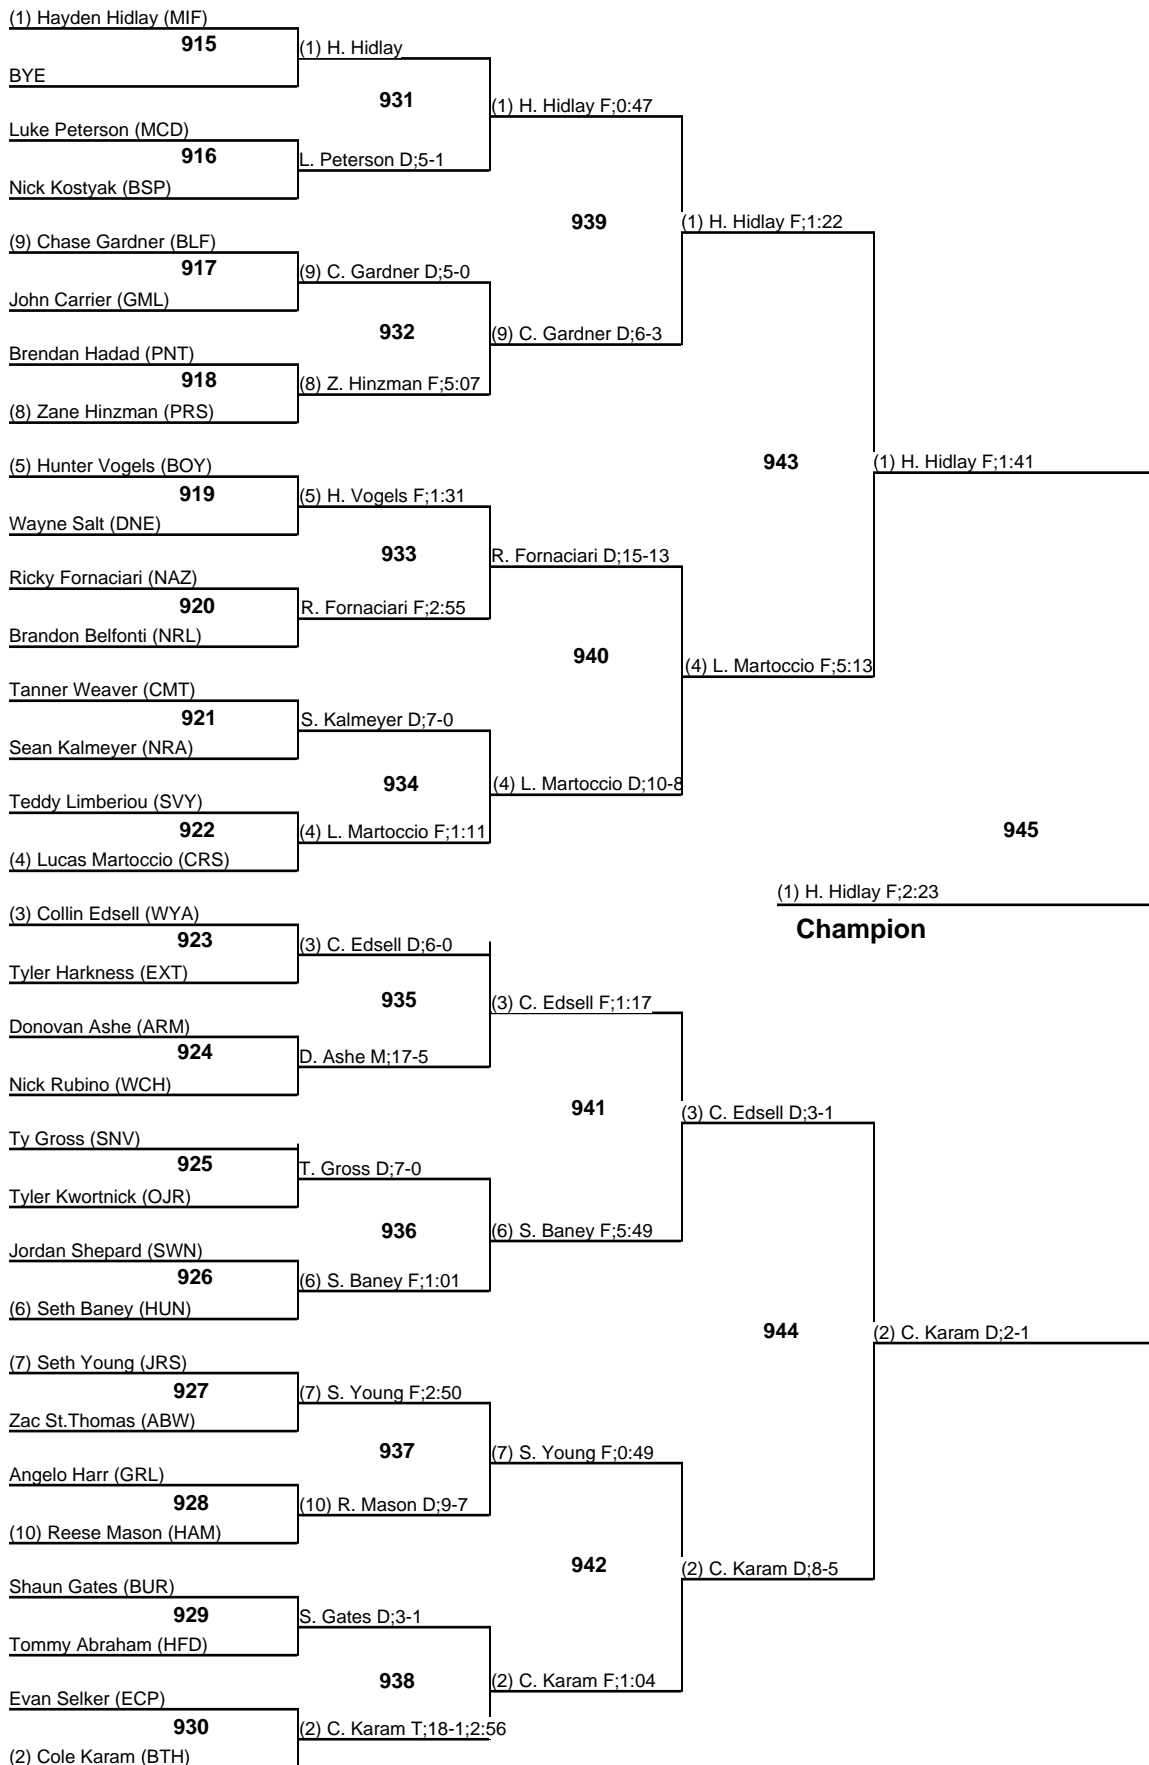 (1) Hayden Hidlay (MIF)
915
BYE
(1) H. Hidlay
931
(1) H. Hidlay F;0:47
Luke Peterson (MCD)
916
Nick Kostyak (BSP)
L. Peterson D;5-1
939
(1) H. Hidlay F;1:22
(9) Chase Gardner (BLF)
917
John Carrier (GML)
(9) C. Gardner D;5-0
932
(9) C. Gardner D;6-3
Brendan Hadad (PNT)
918
(8) Zane Hinzman (PRS)
(8) Z. Hinzman F;5:07
943
(1) H. Hidlay F;1:41
(5) Hunter Vogels (BOY)
919
Wayne Salt (DNE)
(5) H. Vogels F;1:31
933
R. Fornaciari D;15-13
Ricky Fornaciari (NAZ)
920
Brandon Belfonti (NRL)
R. Fornaciari F;2:55
940
(4) L. Martoccio F;5:13
Tanner Weaver (CMT)
921
Sean Kalmeyer (NRA)
S. Kalmeyer D;7-0
934
(4) L. Martoccio D;10-8
Teddy Limberiou (SVY)
922
(4) Lucas Martoccio (CRS)
(4) L. Martoccio F;1:11
945
(1) H. Hidlay F;2:23
Champion
(3) Collin Edsell (WYA)
923
Tyler Harkness (EXT)
(3) C. Edsell D;6-0
935
(3) C. Edsell F;1:17
Donovan Ashe (ARM)
924
Nick Rubino (WCH)
D. Ashe M;17-5
941
(3) C. Edsell D;3-1
Ty Gross (SNV)
925
Tyler Kwortnick (OJR)
T. Gross D;7-0
936
(6) S. Baney F;5:49
Jordan Shepard (SWN)
926
(6) Seth Baney (HUN)
(6) S. Baney F;1:01
944
(2) C. Karam D;2-1
(7) Seth Young (JRS)
927
Zac St.Thomas (ABW)
(7) S. Young F;2:50
937
(7) S. Young F;0:49
Angelo Harr (GRL)
928
(10) Reese Mason (HAM)
(10) R. Mason D;9-7
942
(2) C. Karam D;8-5
Shaun Gates (BUR)
929
Tommy Abraham (HFD)
S. Gates D;3-1
938
(2) C. Karam F;1:04
Evan Selker (ECP)
930
(2) Cole Karam (BTH)
(2) C. Karam T;18-1;2:56